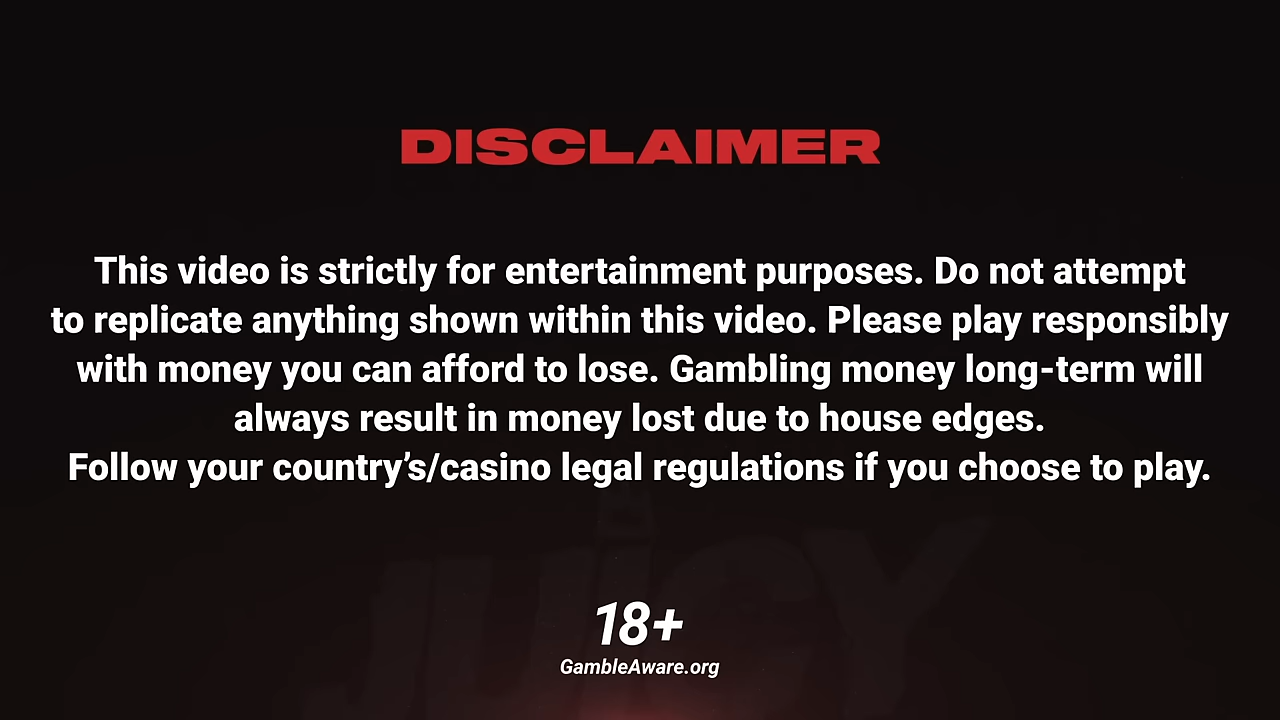 DISCLAIMER
This video is strictly for entertainment purposes. Do not attempt
to replicate anything shown within this video. Please play responsibly
with money you can afford to lose. Gambling money long-term will
always result in money lost due to house edges.
Follow your country’s/casino legal regulations if you choose to play.
JUICY
18+
GambleAware.org